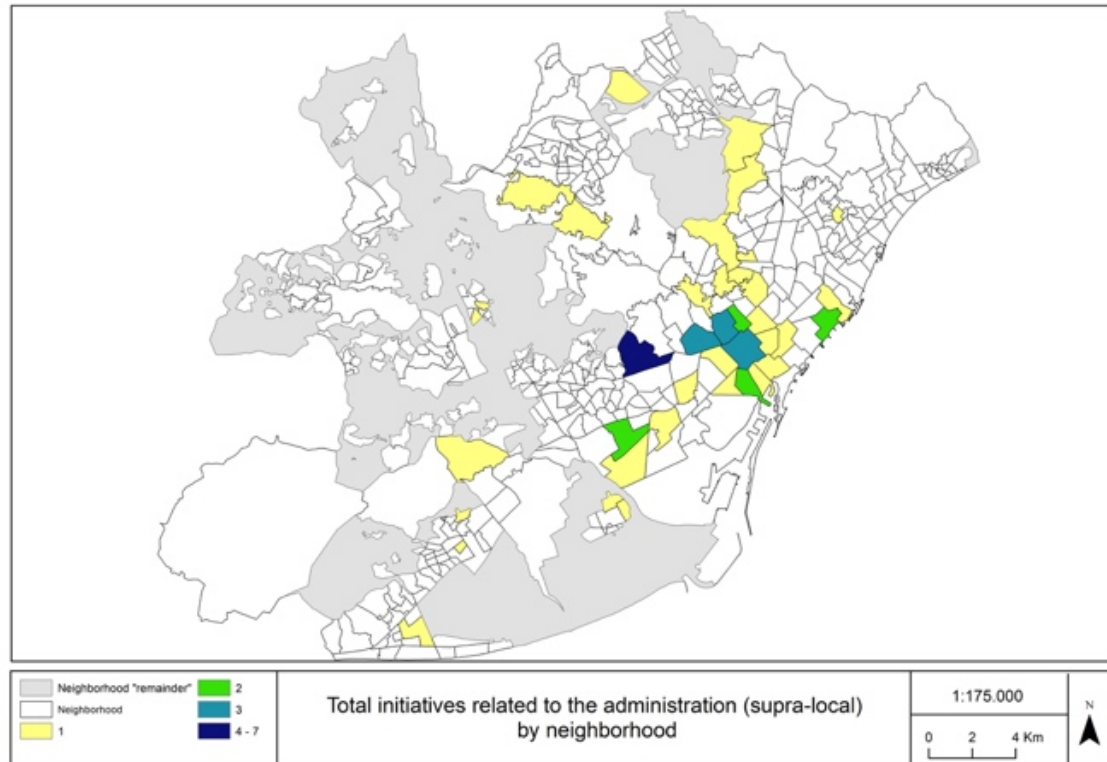 Neighborhood "remainder"
Neighborhood
1
2
3
4 - 7
Total initiatives related to the administration (supra-local)
by neighborhood
1:175.000
0 2 4 Km
N